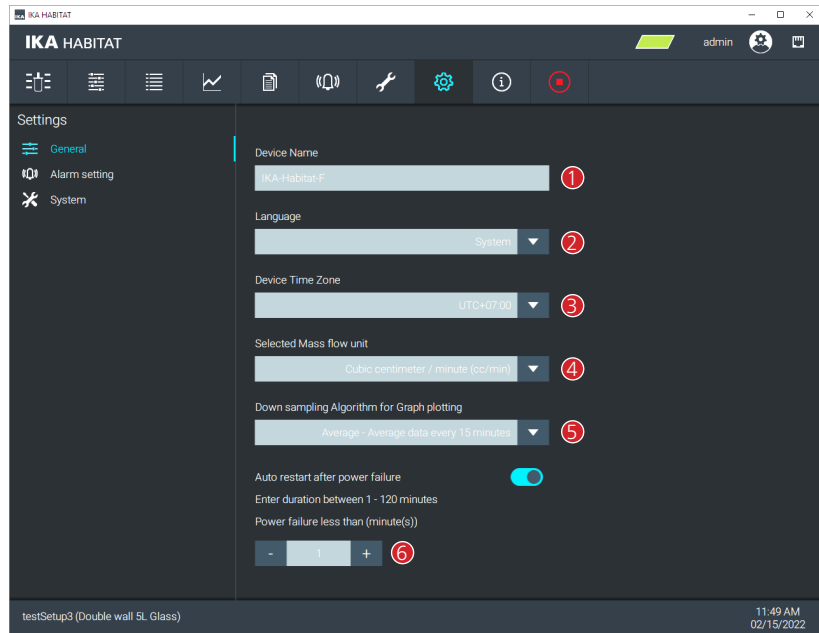 IKA IKA HABITAT
IKA HABITAT
admin
Settings
General
Alarm setting
System
Device Name
IKA-Habitat-F
1
Language
System
2
Device Time Zone
UTC+07:00
3
Selected Mass flow unit
Cubic centimeter / minute (cc/min)
4
Down sampling Algorithm for Graph plotting
Average - Average data every 15 minutes
5
Auto restart after power failure
Enter duration between 1 - 120 minutes
Power failure less than (minute(s))
- 1 +
6
testSetup3 (Double wall 5L Glass)
11:49 AM
02/15/2022